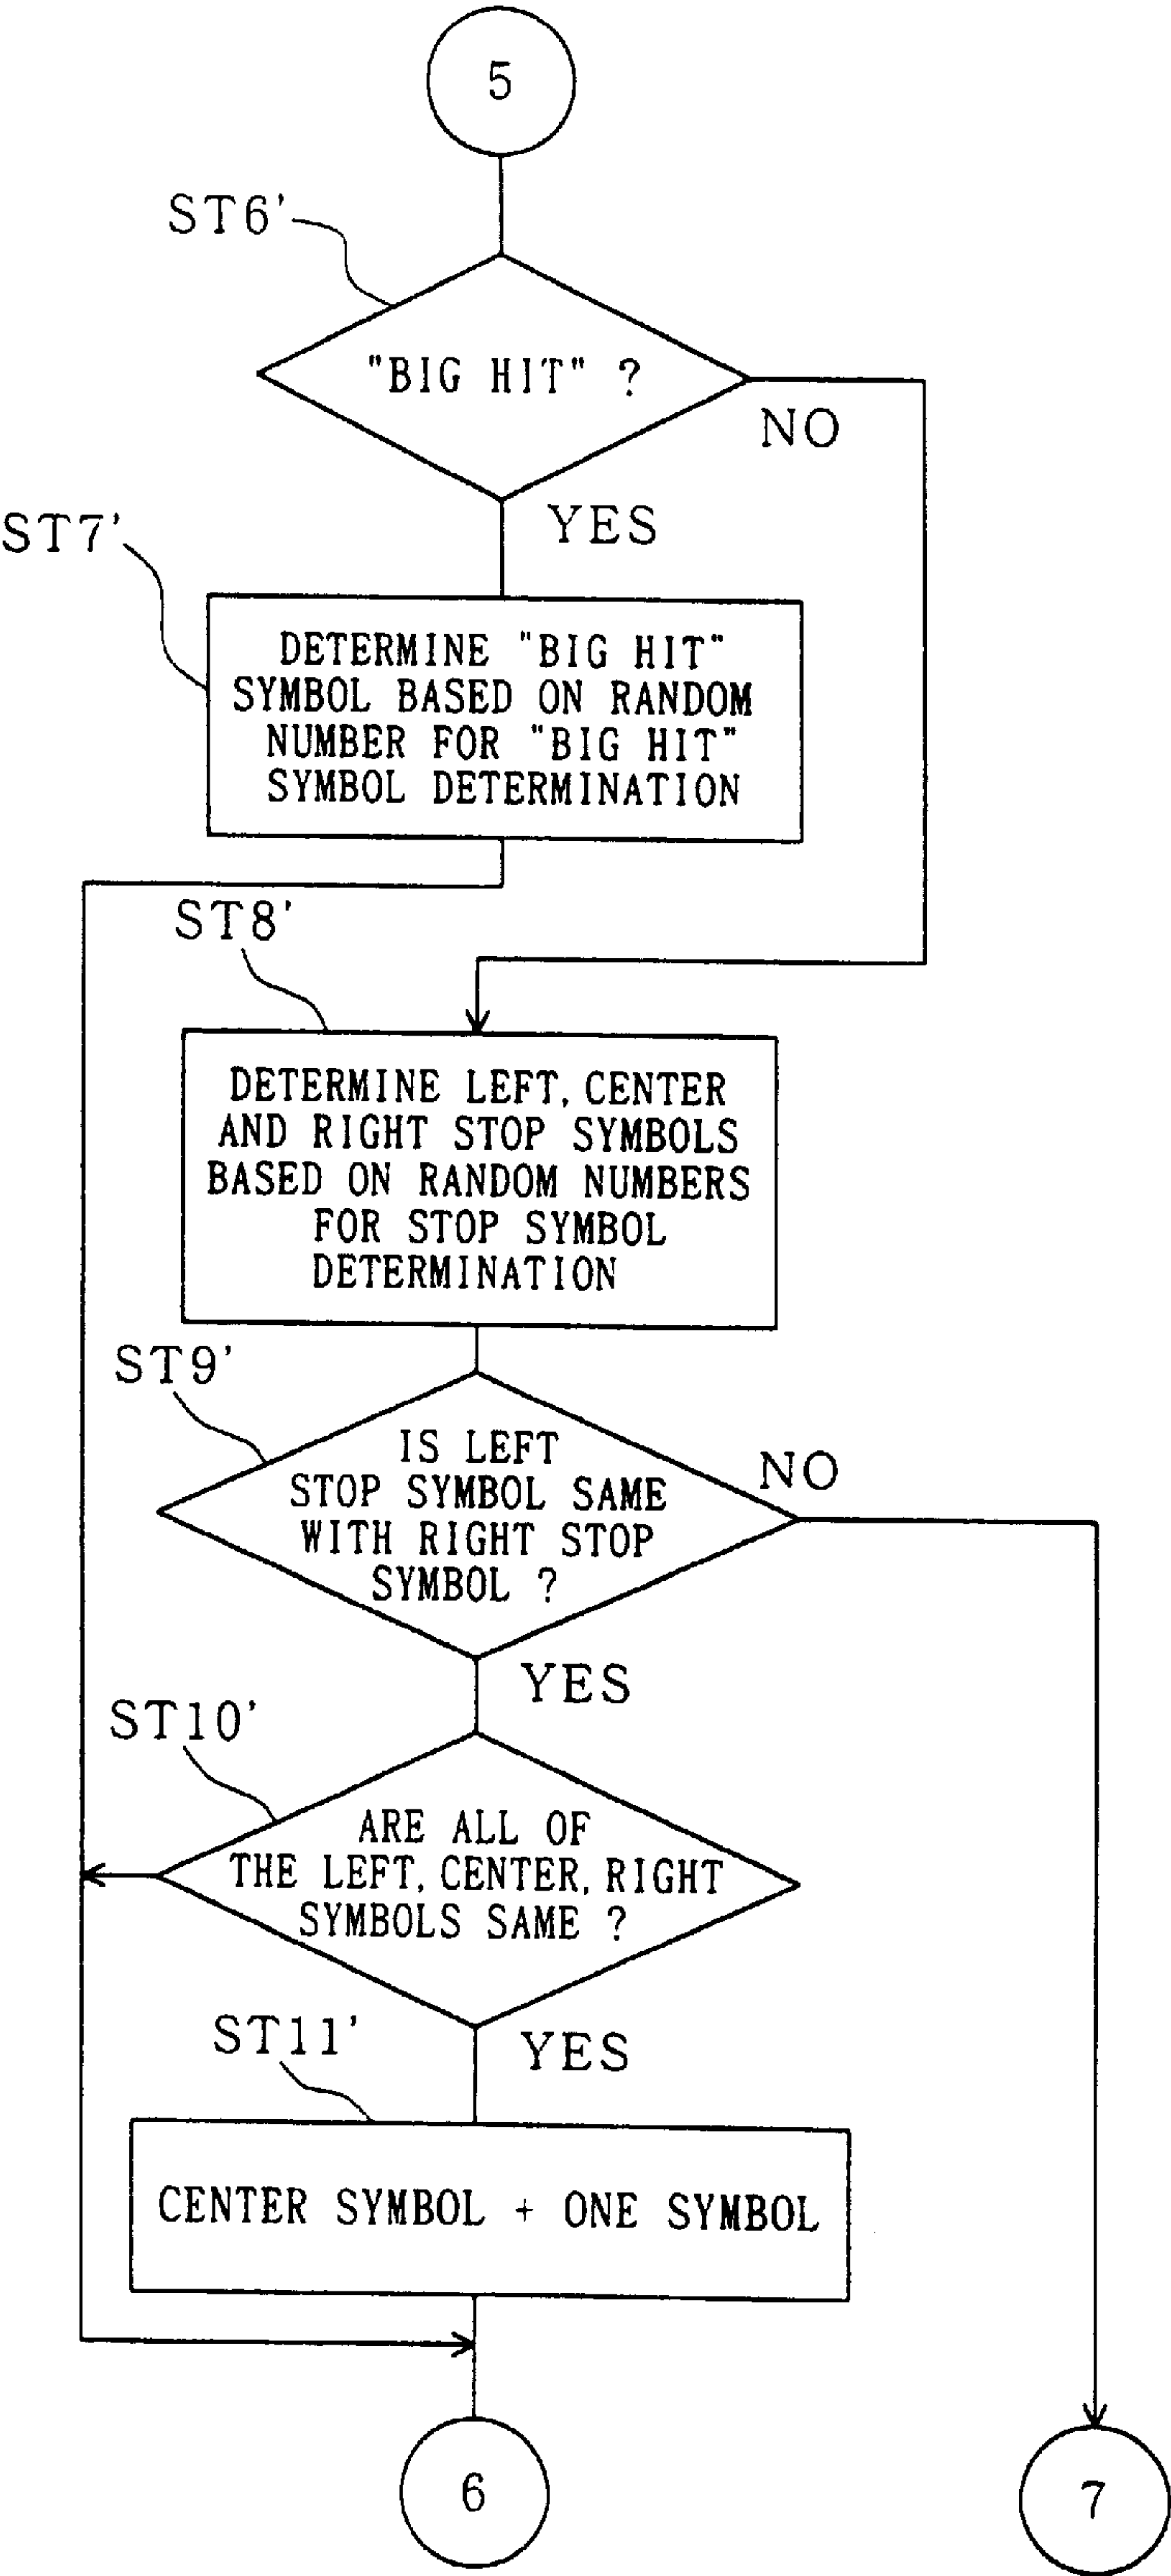 5
ST6'
"BIG HIT" ?
NO
YES
ST7'
DETERMINE "BIG HIT"
SYMBOL BASED ON RANDOM
NUMBER FOR "BIG HIT"
SYMBOL DETERMINATION
ST8'
DETERMINE LEFT, CENTER
AND RIGHT STOP SYMBOLS
BASED ON RANDOM NUMBERS
FOR STOP SYMBOL
DETERMINATION
ST9'
IS LEFT
STOP SYMBOL SAME
WITH RIGHT STOP
SYMBOL ?
NO
YES
ST10'
ARE ALL OF
THE LEFT, CENTER, RIGHT
SYMBOLS SAME ?
YES
ST11'
CENTER SYMBOL + ONE SYMBOL
6
7